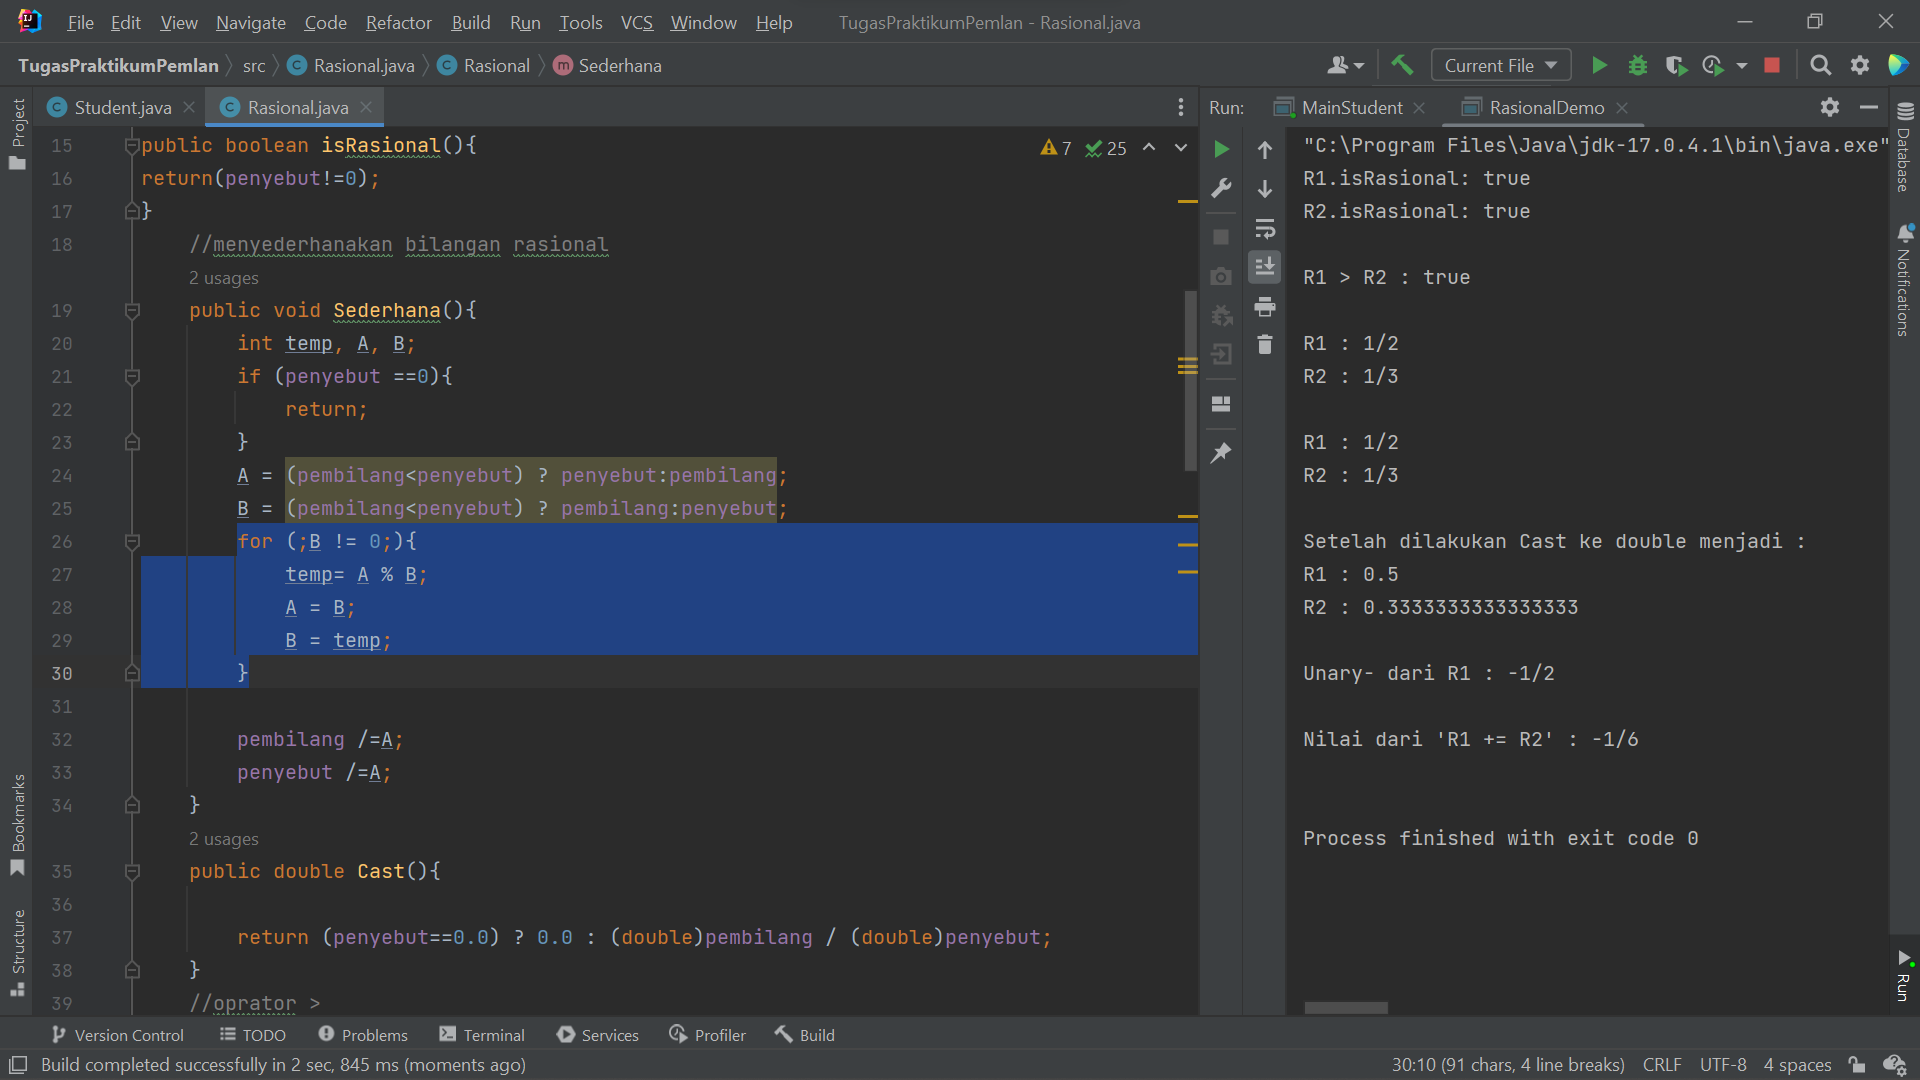 File Edit View Navigate Code Refactor Build Run Tools VCS Window Help TugasPraktikumPemlan - Rasional.java
TugasPraktikumPemlan src Rasional.java Rasional Sederhana Current File
Project
Student.java Rasional.java
15 public boolean isRasional(){
7 25
16 return(penyebut!=0);
17 }
18 //menyederhanakan bilangan rasional
2 usages
19 public void Sederhana(){
20 int temp, A, B;
21 if (penyebut ==0){
22 return;
23 }
24 A = (pembilang<penyebut) ? penyebut:pembilang;
25 B = (pembilang<penyebut) ? pembilang:penyebut;
26 for (;B != 0;){
27 temp= A % B;
28 A = B;
29 B = temp;
30 }
31
32 pembilang /=A;
33 penyebut /=A;
34 }
2 usages
35 public double Cast(){
36
37 return (penyebut==0.0) ? 0.0 : (double)pembilang / (double)penyebut;
38 }
39 //oprator >
Bookmarks
Structure
Run: MainStudent RasionalDemo
"C:\Program Files\Java\jdk-17.0.4.1\bin\java.exe"
R1.isRasional: true
R2.isRasional: true
R1 > R2 : true
R1 : 1/2
R2 : 1/3
R1 : 1/2
R2 : 1/3
Setelah dilakukan Cast ke double menjadi :
R1 : 0.5
R2 : 0.3333333333333333
Unary- dari R1 : -1/2
Nilai dari 'R1 += R2' : -1/6
Process finished with exit code 0
Database
Notifications
Run
Version Control TODO Problems Terminal Services Profiler Build
Build completed successfully in 2 sec, 845 ms (moments ago) 30:10 (91 chars, 4 line breaks) CRLF UTF-8 4 spaces